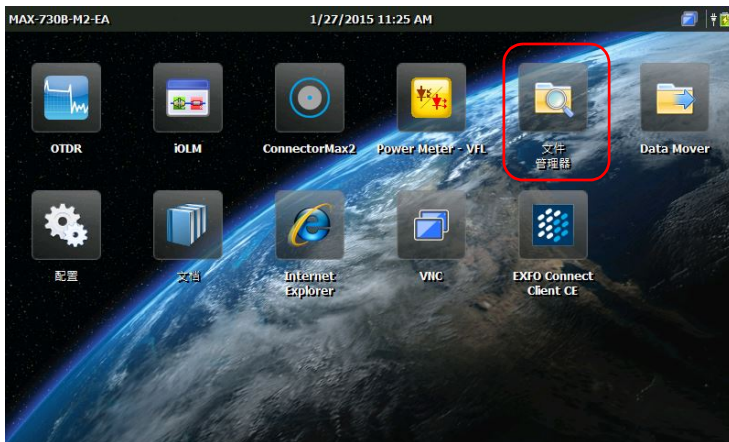 MAX-730B-M2-EA
1/27/2015 11:25 AM
OTDR
iOLM
ConnectorMax2
Power Meter - VFL
文件
管理器
Data Mover
配置
文档
Internet
Explorer
VNC
EXFO Connect
Client CE